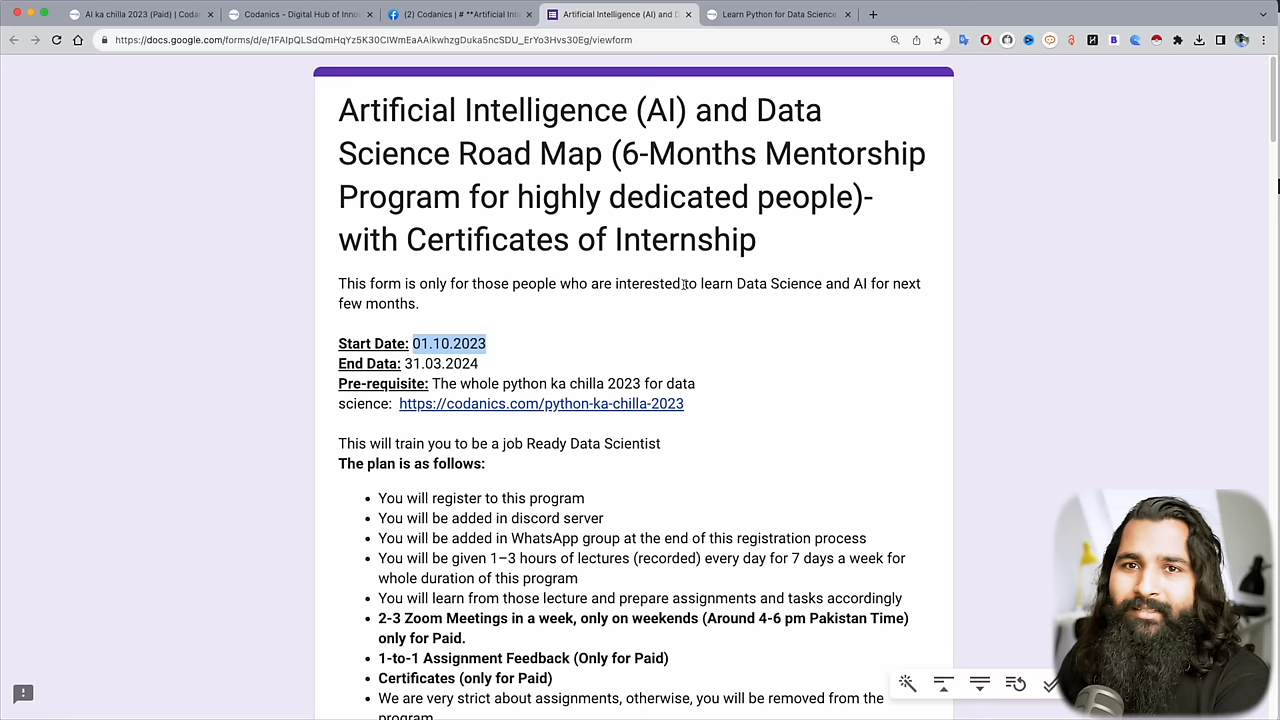 AI ka chilla 2023 (Paid) | Coda
Codanics - Digital Hub of Inno
(2) Codanics | # **Artificial Inte
Artificial Intelligence (AI) and D
Learn Python for Data Science
https://docs.google.com/forms/d/e/1FAIpQLSdQmHqYz5K30CIWmEaAAikwhzgDuka5ncSDU_ErYo3Hvs30Eg/viewform
Artificial Intelligence (AI) and Data
Science Road Map (6-Months Mentorship
Program for highly dedicated people)-
with Certificates of Internship
This form is only for those people who are interested to learn Data Science and AI for next
few months.
Start Date: 01.10.2023
End Data: 31.03.2024
Pre-requisite: The whole python ka chilla 2023 for data
science: https://codanics.com/python-ka-chilla-2023
This will train you to be a job Ready Data Scientist
The plan is as follows:
• You will register to this program
• You will be added in discord server
• You will be added in WhatsApp group at the end of this registration process
• You will be given 1–3 hours of lectures (recorded) every day for 7 days a week for
whole duration of this program
• You will learn from those lecture and prepare assignments and tasks accordingly
• 2-3 Zoom Meetings in a week, only on weekends (Around 4-6 pm Pakistan Time)
only for Paid.
• 1-to-1 Assignment Feedback (Only for Paid)
• Certificates (only for Paid)
• We are very strict about assignments, otherwise, you will be removed from the
program